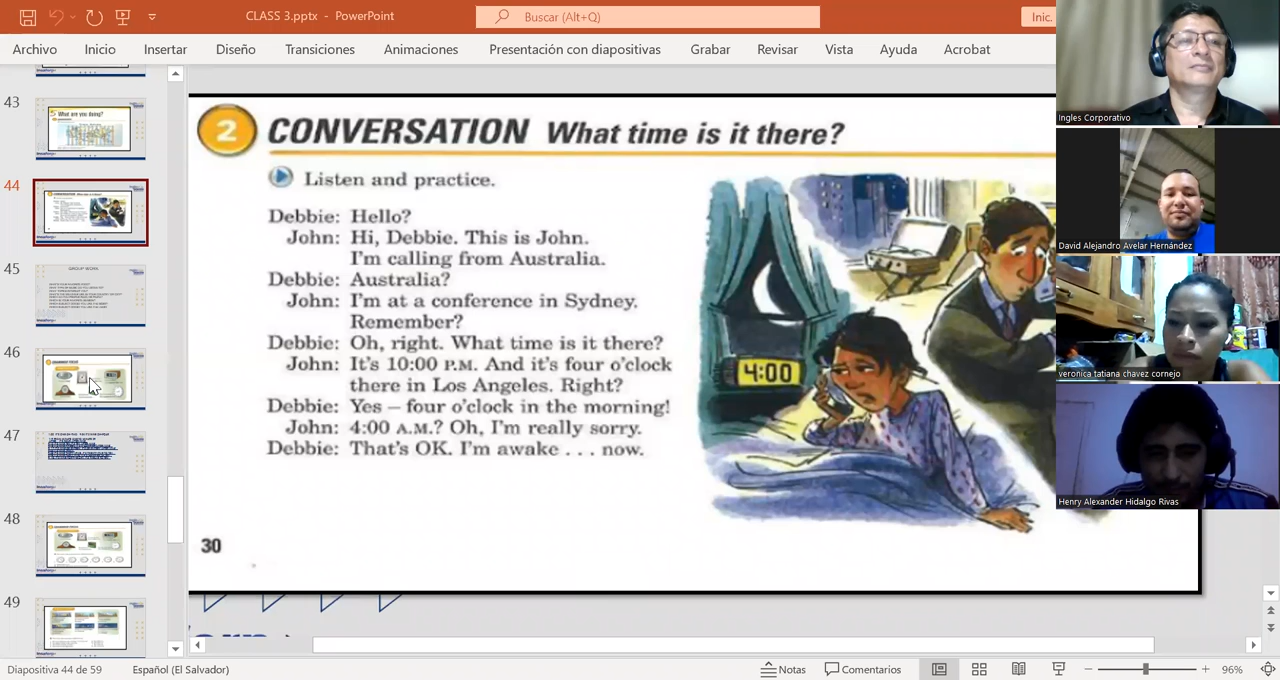 CLASS 3.pptx - PowerPoint
Buscar (Alt+Q)
Inic.
Archivo
Inicio
Insertar
Diseño
Transiciones
Animaciones
Presentación con diapositivas
Grabar
Revisar
Vista
Ayuda
Acrobat
43
44
45
46
47
48
49
2 CONVERSATION What time is it there?
Listen and practice.
Debbie: Hello?
John: Hi, Debbie. This is John.
I'm calling from Australia.
Debbie: Australia?
John: I'm at a conference in Sydney.
Remember?
Debbie: Oh, right. What time is it there?
John: It's 10:00 P.M. And it's four o'clock
there in Los Angeles. Right?
Debbie: Yes – four o'clock in the morning!
John: 4:00 A.M.? Oh, I'm really sorry.
Debbie: That's OK. I'm awake . . . now.
4:00
30
Ingles Corporativo
David Alejandro Avelar Hernández
veronica tatiana chavez cornejo
Henry Alexander Hidalgo Rivas
Diapositiva 44 de 59
Español (El Salvador)
Notas
Comentarios
96%